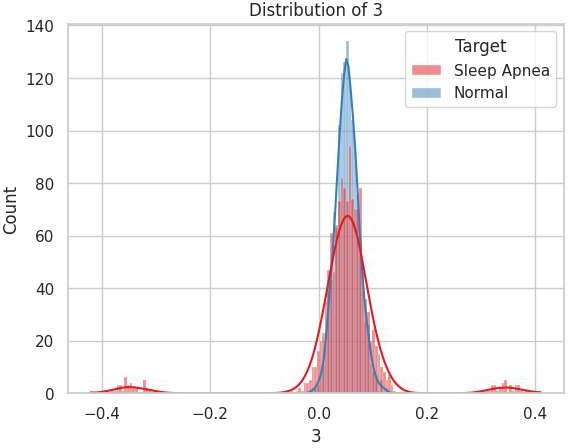 Distribution of 3
140
120
100
80
60
40
20
0
Count
Target
Sleep Apnea
Normal
−0.4
−0.2
0.0
0.2
0.4
3